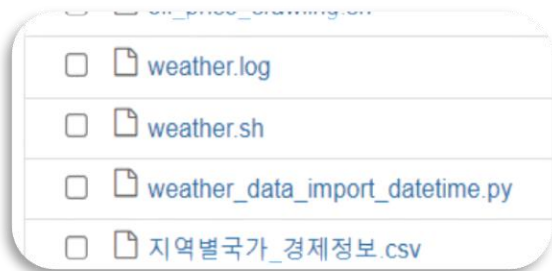 weather.log
weather.sh
weather_data_import_datetime.py
지역별국가_경제정보.csv